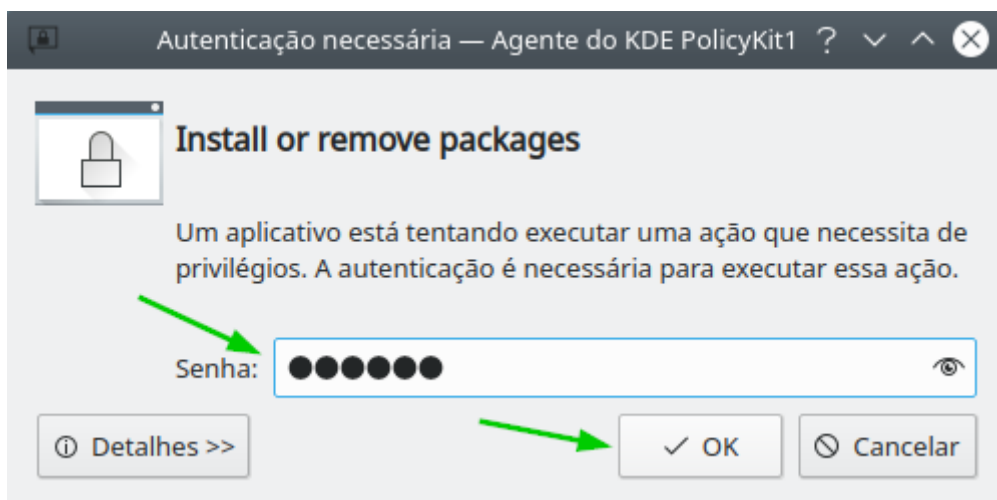 Autenticação necessária — Agente do KDE PolicyKit1
Install or remove packages
Um aplicativo está tentando executar uma ação que necessita de
privilégios. A autenticação é necessária para executar essa ação.
Senha: ●●●●●●
Detalhes >>
OK
Cancelar